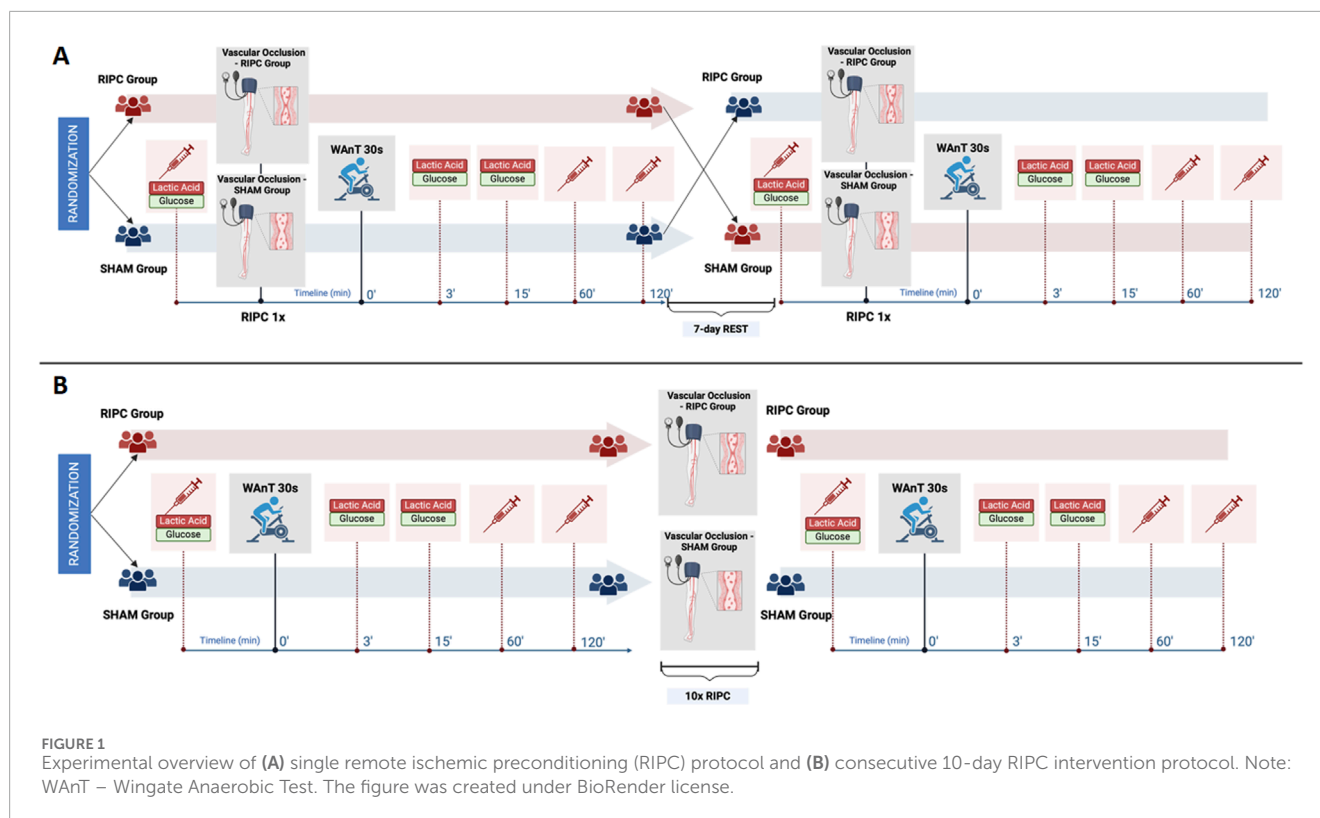 A
RIPC Group
RANDOMIZATION
SHAM Group
Lactic Acid
Glucose
Vascular Occlusion
- RIPC Group
Vascular Occlusion -
SHAM Group
WAnT 30s
Lactic Acid
Glucose
Lactic Acid
Glucose
Timeline (min)
0'
3'
15'
60'
120'
RIPC 1x
7-day REST
RIPC Group
SHAM Group
Lactic Acid
Glucose
Vascular Occlusion
- RIPC Group
Vascular Occlusion -
SHAM Group
WAnT 30s
Lactic Acid
Glucose
Lactic Acid
Glucose
Timeline (min)
0'
3'
15'
60'
120'
RIPC 1x
B
RIPC Group
RANDOMIZATION
SHAM Group
Lactic Acid
Glucose
WAnT 30s
Lactic Acid
Glucose
Lactic Acid
Glucose
Timeline (min)
0'
3'
15'
60'
120'
Vascular Occlusion
- RIPC Group
Vascular Occlusion -
SHAM Group
10x RIPC
RIPC Group
SHAM Group
Lactic Acid
Glucose
WAnT 30s
Lactic Acid
Glucose
Lactic Acid
Glucose
Timeline (min)
0'
3'
15'
60'
120'
FIGURE 1
Experimental overview of (A) single remote ischemic preconditioning (RIPC) protocol and (B) consecutive 10-day RIPC intervention protocol. Note:
WAnT – Wingate Anaerobic Test. The figure was created under BioRender license.